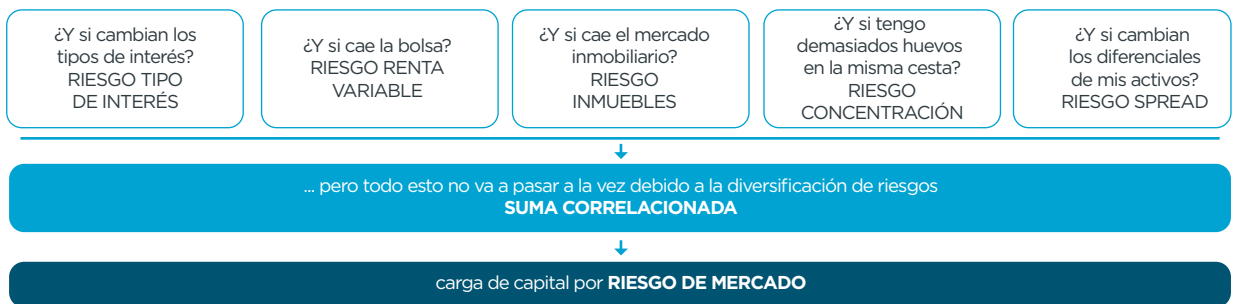 ¿Y si cambian los
tipos de interés?
RIESGO TIPO
DE INTERÉS
¿Y si cae la bolsa?
RIESGO RENTA
VARIABLE
¿Y si cae el mercado
inmobiliario?
RIESGO
INMUEBLES
¿Y si tengo
demasiados huevos
en la misma cesta?
RIESGO
CONCENTRACIÓN
¿Y si cambian
los diferenciales
de mis activos?
RIESGO SPREAD
... pero todo esto no va a pasar a la vez debido a la diversificación de riesgos
SUMA CORRELACIONADA
carga de capital por RIESGO DE MERCADO